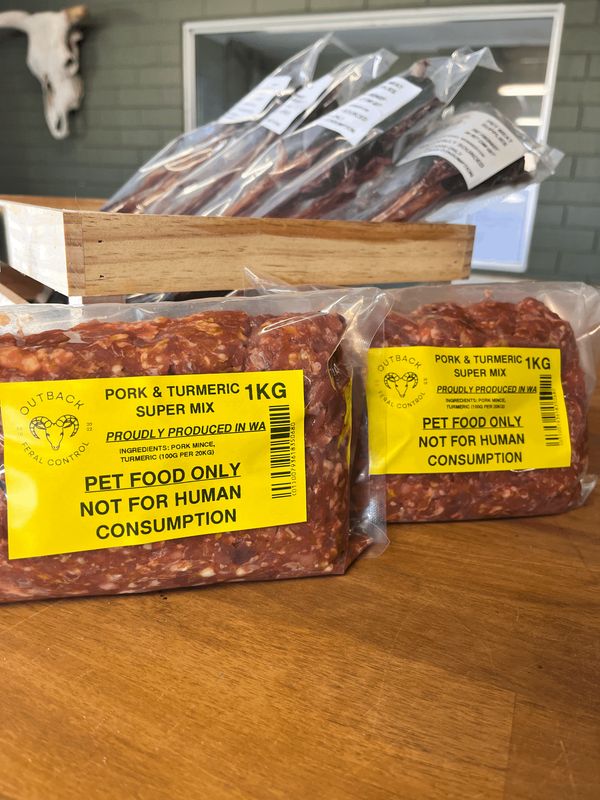 OUTBACK
FERAL CONTROL
PORK & TURMERIC 1KG
SUPER MIX
PROUDLY PRODUCED IN WA
INGREDIENTS: PORK MINCE,
TURMERIC (100G PER 20KG)
PET FOOD ONLY
NOT FOR HUMAN
CONSUMPTION
OUTBACK
FERAL CONTROL
PORK & TURMERIC 1KG
SUPER MIX
PROUDLY PRODUCED IN WA
INGREDIENTS: PORK MINCE,
TURMERIC (100G PER 20KG)
PET FOOD ONLY
NOT FOR HUMAN
CONSUMPTION